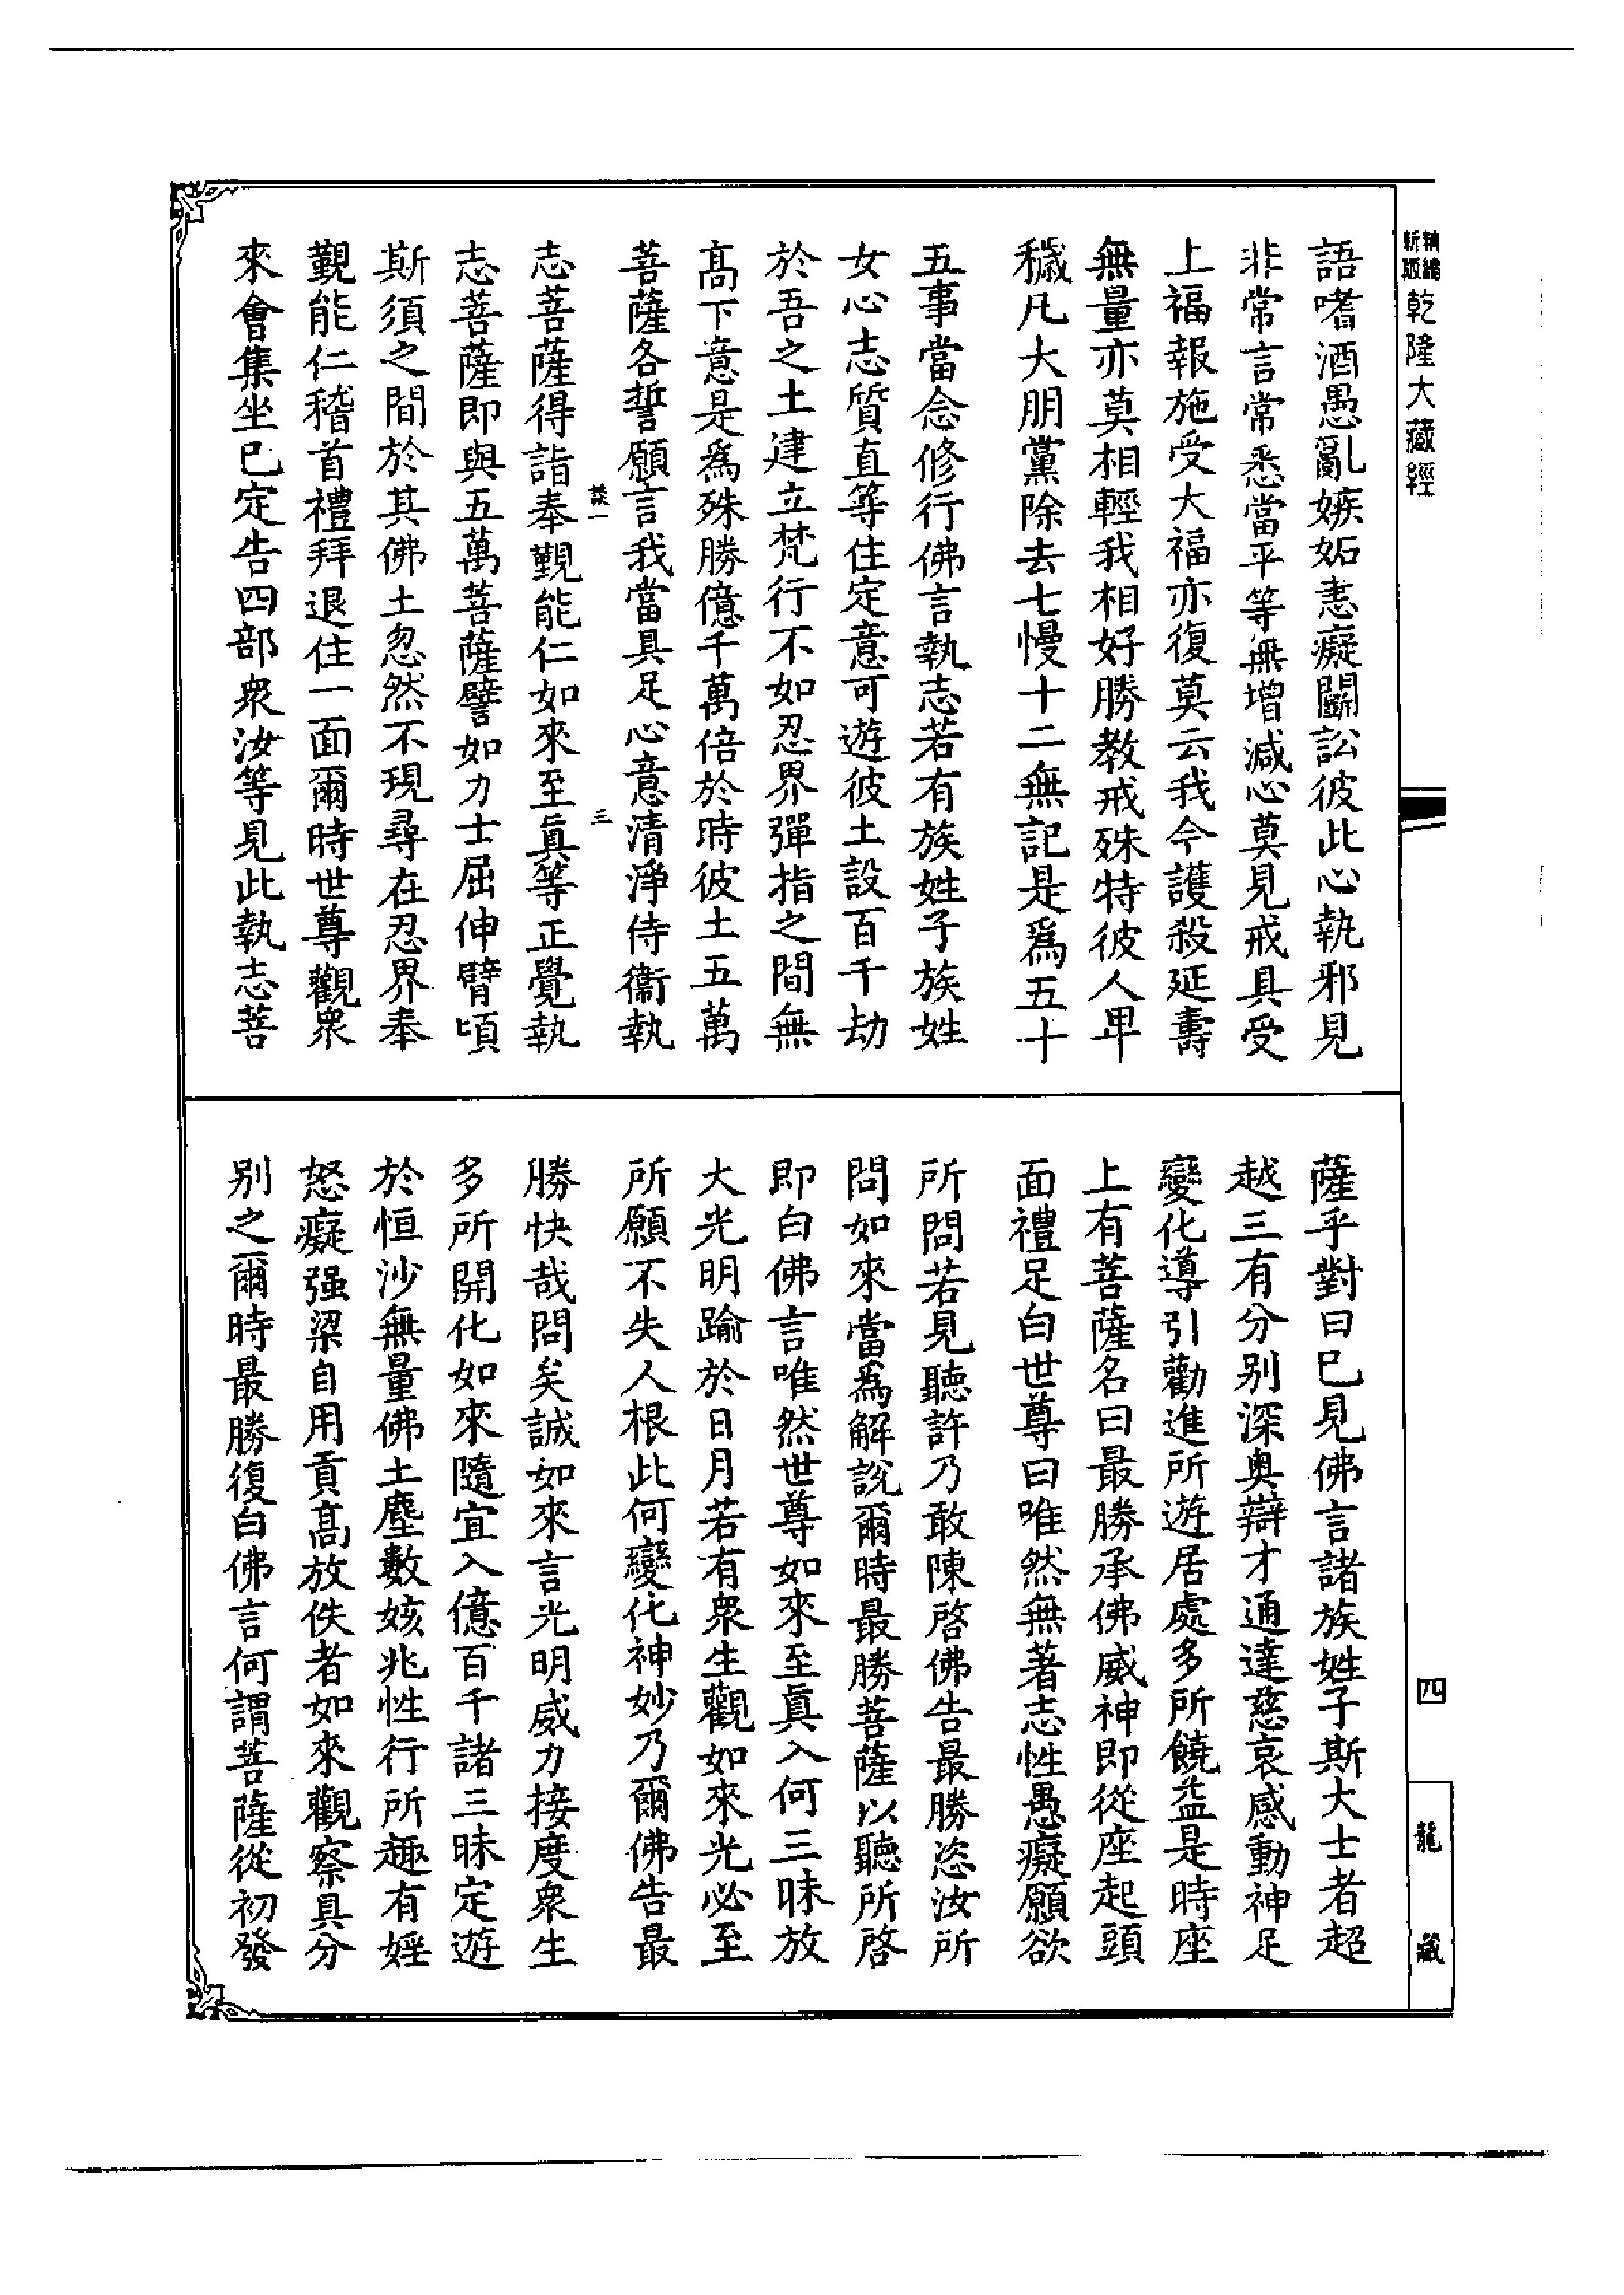 精縮
新版
乾隆大藏經
語嗜酒愚亂嫉妬恚癡鬬訟彼此心執邪見
非常言常悉當平等無增減心莫見戒具受
上福報施受大福亦復莫云我今護殺延壽
無量亦莫相輕我相好勝教戒殊特彼人卑
穢凡大朋黨除去七慢十二無記是爲五十
五事當念修行佛言執志若有族姓子族姓
女心志質直等住定意可遊彼土設百千劫
於吾之土建立梵行不如忍界彈指之間無
高下意是爲殊勝億千萬倍於時彼土五萬
菩薩各誓願言我當具足心意清淨侍衞執
三
志菩薩得詣奉覲能仁如來至真等正覺執
志菩薩即與五萬菩薩譬如力士屈伸臂頃
斯須之間於其佛土忽然不現尋在忍界奉
覲能仁稽首禮拜退住一面爾時世尊觀衆
來會集坐已定告四部衆汝等見此執志菩
薩乎對曰已見佛言諸族姓子斯大士者超
越三有分别深奥辯才通達慈哀感動神足
變化導引勸進所遊居處多所饒益是時座
上有菩薩名曰最勝承佛威神即從座起頭
面禮足白世尊曰唯然無著志性愚癡願欲
所問若見聽許乃敢陳啓佛告最勝恣汝所
問如來當爲解說爾時最勝菩薩以聽所啓
即白佛言唯然世尊如來至真入何三昧放
大光明踰於日月若有衆生觀如來光必至
所願不失人根此何變化神妙乃爾佛告最
勝快哉問矣誠如來言光明威力接度衆生
多所開化如來隨宜入億百千諸三昧定遊
於恒沙無量佛土塵數姟兆性行所趣有婬
怒癡强梁自用貢高放佚者如來觀察具分
别之爾時最勝復白佛言何謂菩薩從初發
四
龍藏